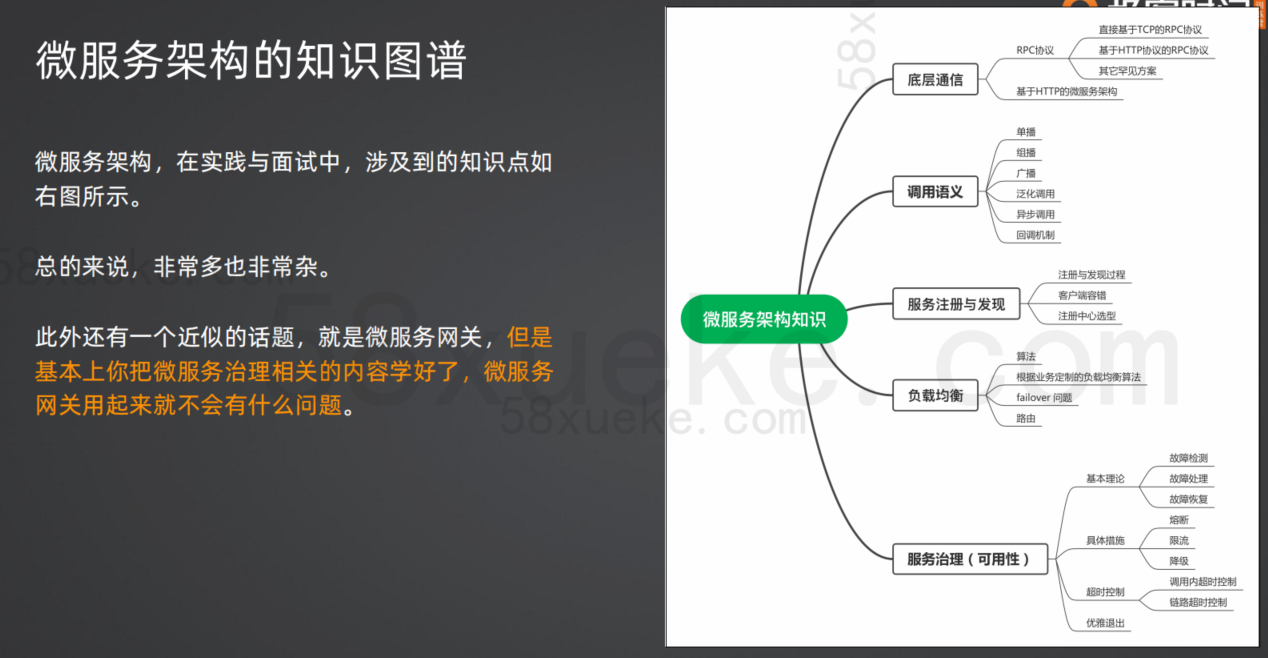 微服务架构的知识图谱
微服务架构，在实践与面试中，涉及到的知识点如
右图所示。
总的来说，非常多也非常杂。
此外还有一个近似的话题，就是微服务网关，但是
基本上你把微服务治理相关的内容学好了，微服务
网关用起来就不会有什么问题。
微服务架构知识
底层通信
RPC协议
直接基于TCP的RPC协议
基于HTTP协议的RPC协议
其它罕见方案
基于HTTP的微服务架构
调用语义
单播
组播
广播
泛化调用
异步调用
回调机制
服务注册与发现
注册与发现过程
客户端容错
注册中心选型
负载均衡
算法
根据业务定制的负载均衡算法
failover 问题
路由
服务治理（可用性）
基本理论
故障检测
故障处理
故障恢复
具体措施
熔断
限流
降级
超时控制
调用内超时控制
链路超时控制
优雅退出
58xueke.com
58xueke.com
58xueke.com
58x